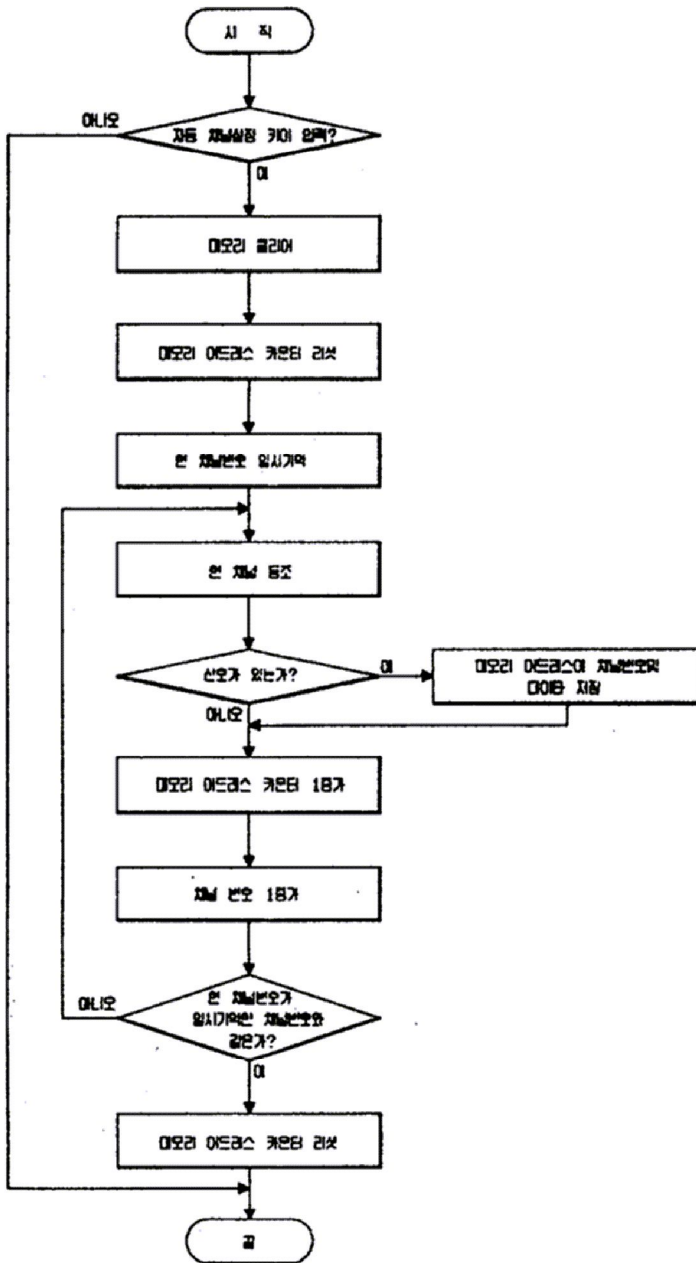 시 작
아니오
자동 채널설정 키이 입력?
예
메모리 클리어
메모리 어드레스 카운터 리셋
현 채널번호 일시기억
현 채널 동조
신호가 있는가?
예
메모리 어드레스에 채널번호및
데이타 저장
아니오
메모리 어드레스 카운터 1증가
채널 번호 1증가
아니오
현 채널번호가
일시기억한 채널번호와
같은가?
예
메모리 어드레스 카운터 리셋
끝